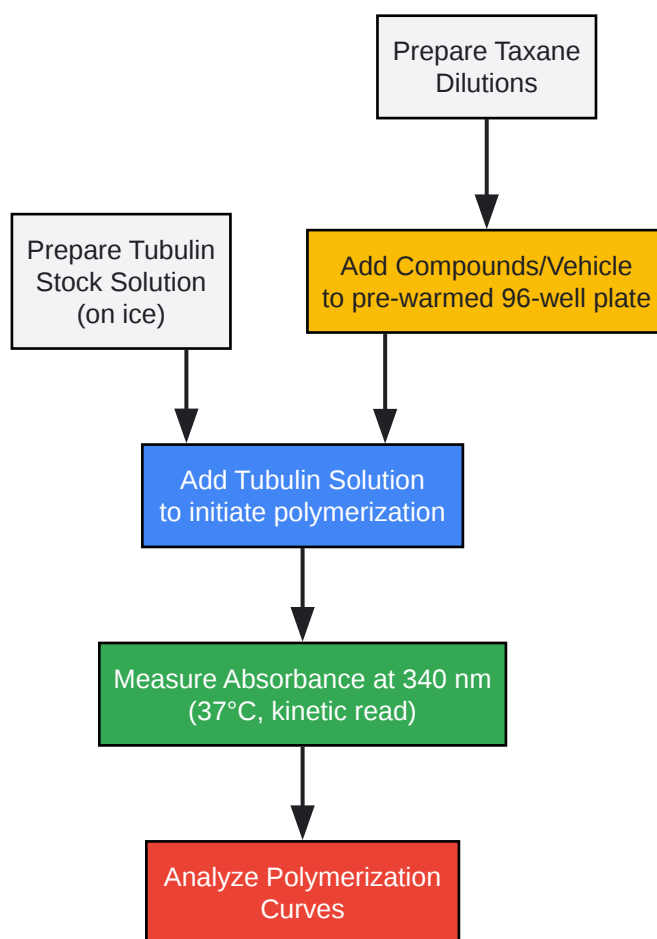 Prepare Taxane
Dilutions
Prepare Tubulin
Stock Solution
(on ice)
Add Compounds/Vehicle
to pre-warmed 96-well plate
Add Tubulin Solution
to initiate polymerization
Measure Absorbance at 340 nm
(37°C, kinetic read)
Analyze Polymerization
Curves